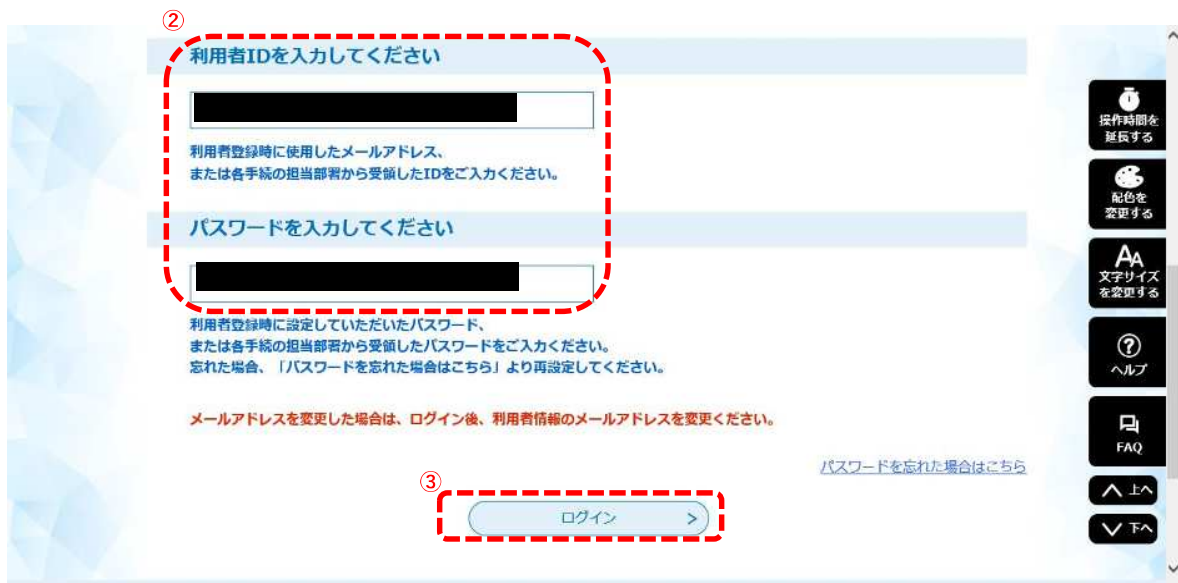 ②
利用者IDを入力してください
利用者登録時に使用したメールアドレス、
または各手続の担当部署から受領したIDをご入力ください。
パスワードを入力してください
利用者登録時に設定していただいたパスワード、
または各手続の担当部署から受領したパスワードをご入力ください。
忘れた場合、「パスワードを忘れた場合はこちら」より再設定してください。
メールアドレスを変更した場合は、ログイン後、利用者情報のメールアドレスを変更ください。
パスワードを忘れた場合はこちら
③
ログイン
操作時間を
延長する
配色を
変更する
AA
文字サイズ
を変更する
ヘルプ
FAQ
上へ
下へ